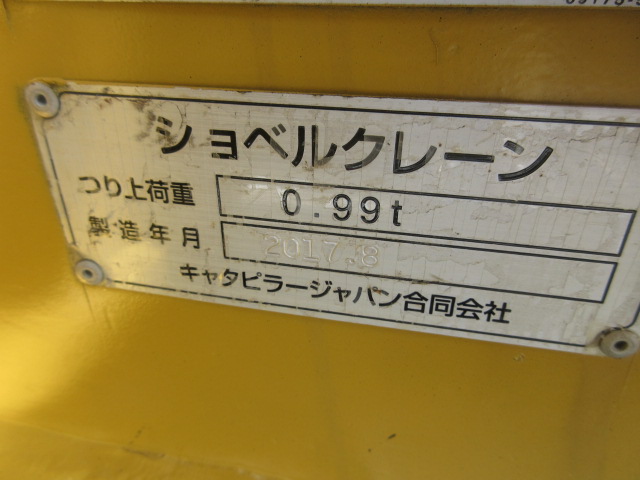 ショベルクレーン
つり上荷重 0.99t
製造年月 2017.8
キャタピラージャパン合同会社